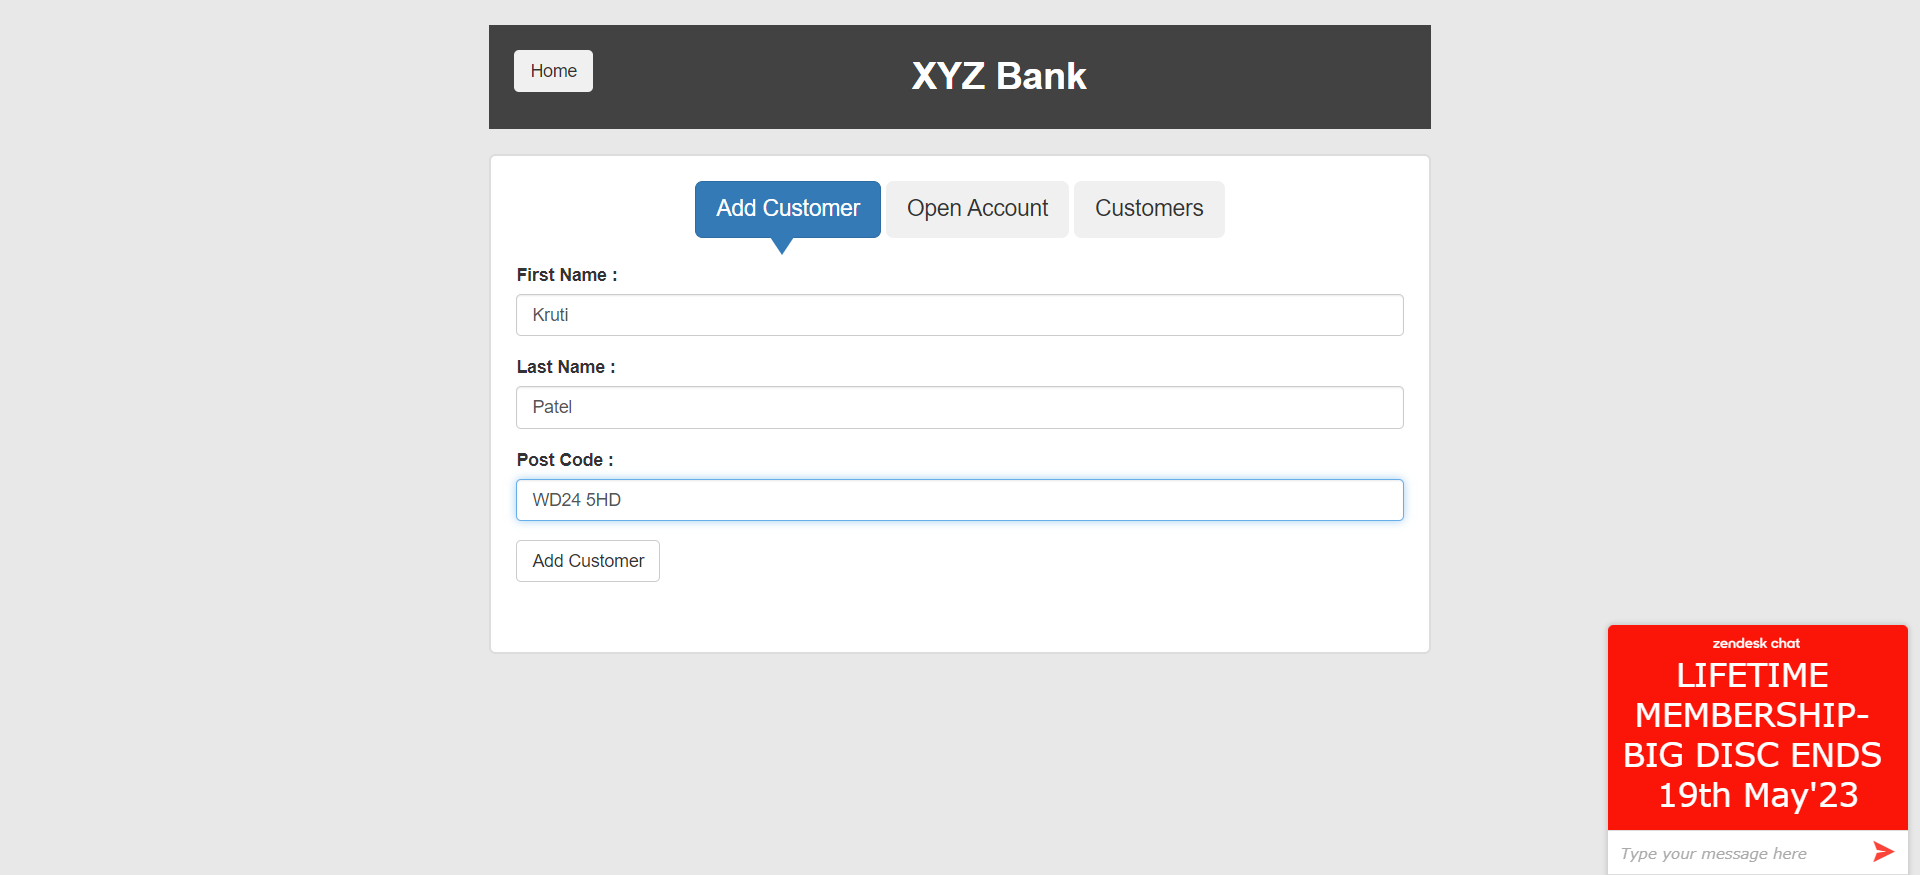 Home
XYZ Bank
Add Customer
Open Account
Customers
First Name :
Kruti
Last Name :
Patel
Post Code :
WD24 5HD
Add Customer
zendesk chat
LIFETIME
MEMBERSHIP-
BIG DISC ENDS
19th May'23
Type your message here